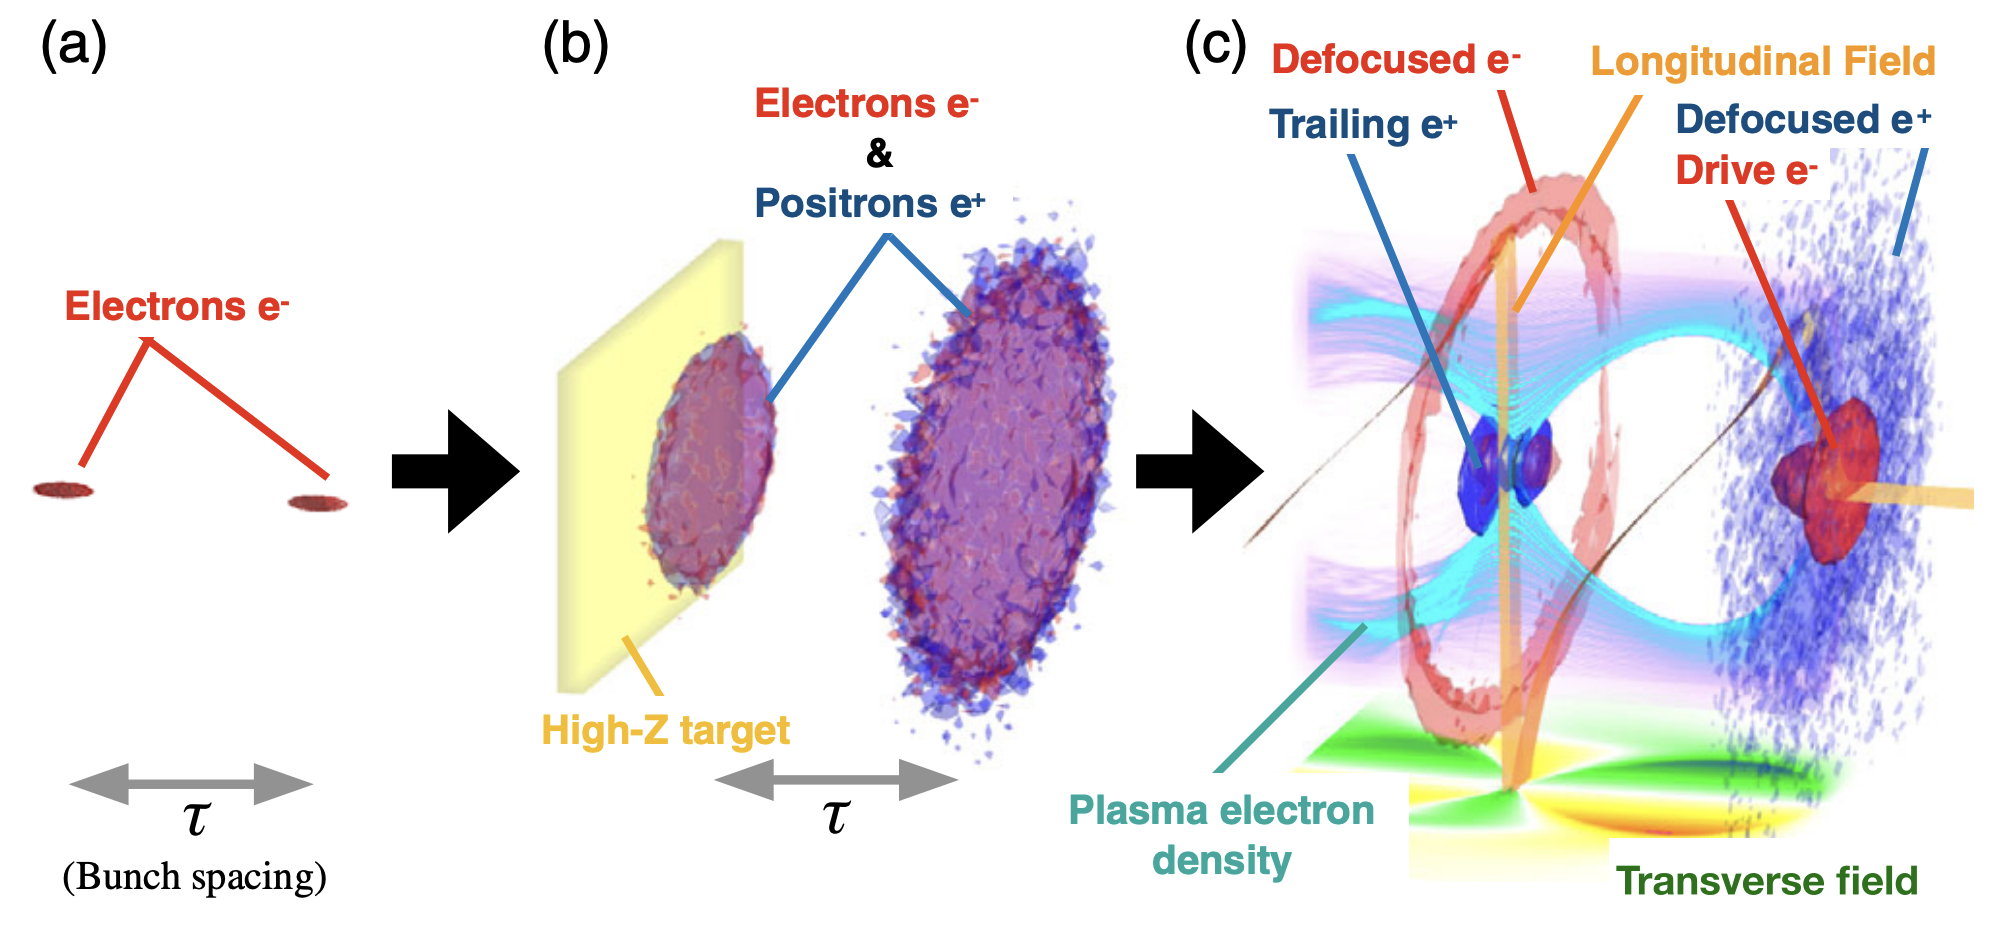 (a)
Electrons e-
τ
(Bunch spacing)
(b)
Electrons e-
&
Positrons e+
High-Z target
τ
(c)
Defocused e-
Longitudinal Field
Trailing e+
Defocused e+
Drive e-
Plasma electron
density
Transverse field